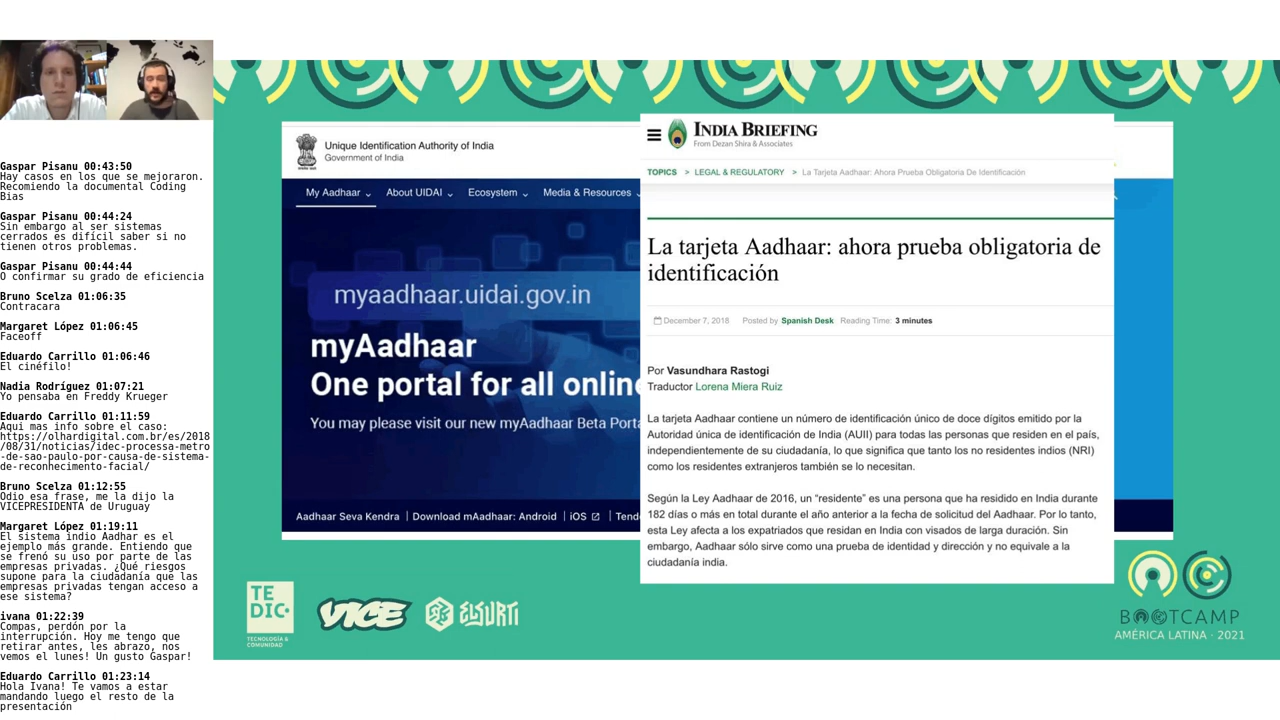 Gaspar Pisanu 00:43:50
Hay casos en los que se mejoraron.
Recomiendo la documental Coding
Bias
Gaspar Pisanu 00:44:24
Sin embargo al ser sistemas
cerrados es difícil saber si no
tienen otros problemas.
Gaspar Pisanu 00:44:44
O confirmar su grado de eficiencia
Bruno Scelza 01:06:35
Contracara
Margaret López 01:06:45
Faceoff
Eduardo Carrillo 01:06:46
El cinéfilo!
Nadia Rodríguez 01:07:21
Yo pensaba en Freddy Krueger
Eduardo Carrillo 01:11:59
Aqui mas info sobre el caso:
https://olhardigital.com.br/es/2018
/08/31/noticias/idec-processa-metro
-de-sao-paulo-por-causa-de-sistema-
de-reconhecimento-facial/
Bruno Scelza 01:12:55
Odio esa frase, me la dijo la
VICEPRESIDENTA de Uruguay
Margaret López 01:19:11
El sistema indio Aadhar es el
ejemplo más grande. Entiendo que
se frenó su uso por parte de las
empresas privadas. ¿Qué riesgos
supone para la ciudadanía que las
empresas privadas tengan acceso a
ese sistema?
ivana 01:22:39
Compas, perdón por la
interrupción. Hoy me tengo que
retirar antes, les abrazo, nos
vemos el lunes! Un gusto Gaspar!
Eduardo Carrillo 01:23:14
Hola Ivana! Te vamos a estar
mandando luego el resto de la
presentación
Unique Identification Authority of India
Government of India
My Aadhaar About UIDAI Ecosystem Media & Resources
myaadhaar.uidai.gov.in
myAadhaar
One portal for all online
You may please visit our new myAadhaar Beta Porta
Aadhaar Seva Kendra | Download mAadhaar: Android | iOS | Tend
INDIA BRIEFING
From Dezan Shira & Associates
TOPICS > LEGAL & REGULATORY > La Tarjeta Aadhaar: Ahora Prueba Obligatoria De Identificación
La tarjeta Aadhaar: ahora prueba obligatoria de
identificación
December 7, 2018 Posted by Spanish Desk Reading Time: 3 minutes
Por Vasundhara Rastogi
Traductor Lorena Miera Ruiz
La tarjeta Aadhaar contiene un número de identificación único de doce dígitos emitido por la
Autoridad única de identificación de India (AUII) para todas las personas que residen en el país,
independientemente de su ciudadanía, lo que significa que tanto los no residentes indios (NRI)
como los residentes extranjeros también se lo necesitan.
Según la Ley Aadhaar de 2016, un “residente” es una persona que ha residido en India durante
182 días o más en total durante el año anterior a la fecha de solicitud del Aadhaar. Por lo tanto,
esta Ley afecta a los expatriados que residan en India con visados de larga duración. Sin
embargo, Aadhaar sólo sirve como una prueba de identidad y dirección y no equivale a la
ciudadanía india.
TE
DIC
TECNOLOGÍA &
COMUNIDAD
VICE
ELSURTI
BOOTCAMP
AMÉRICA LATINA · 2021